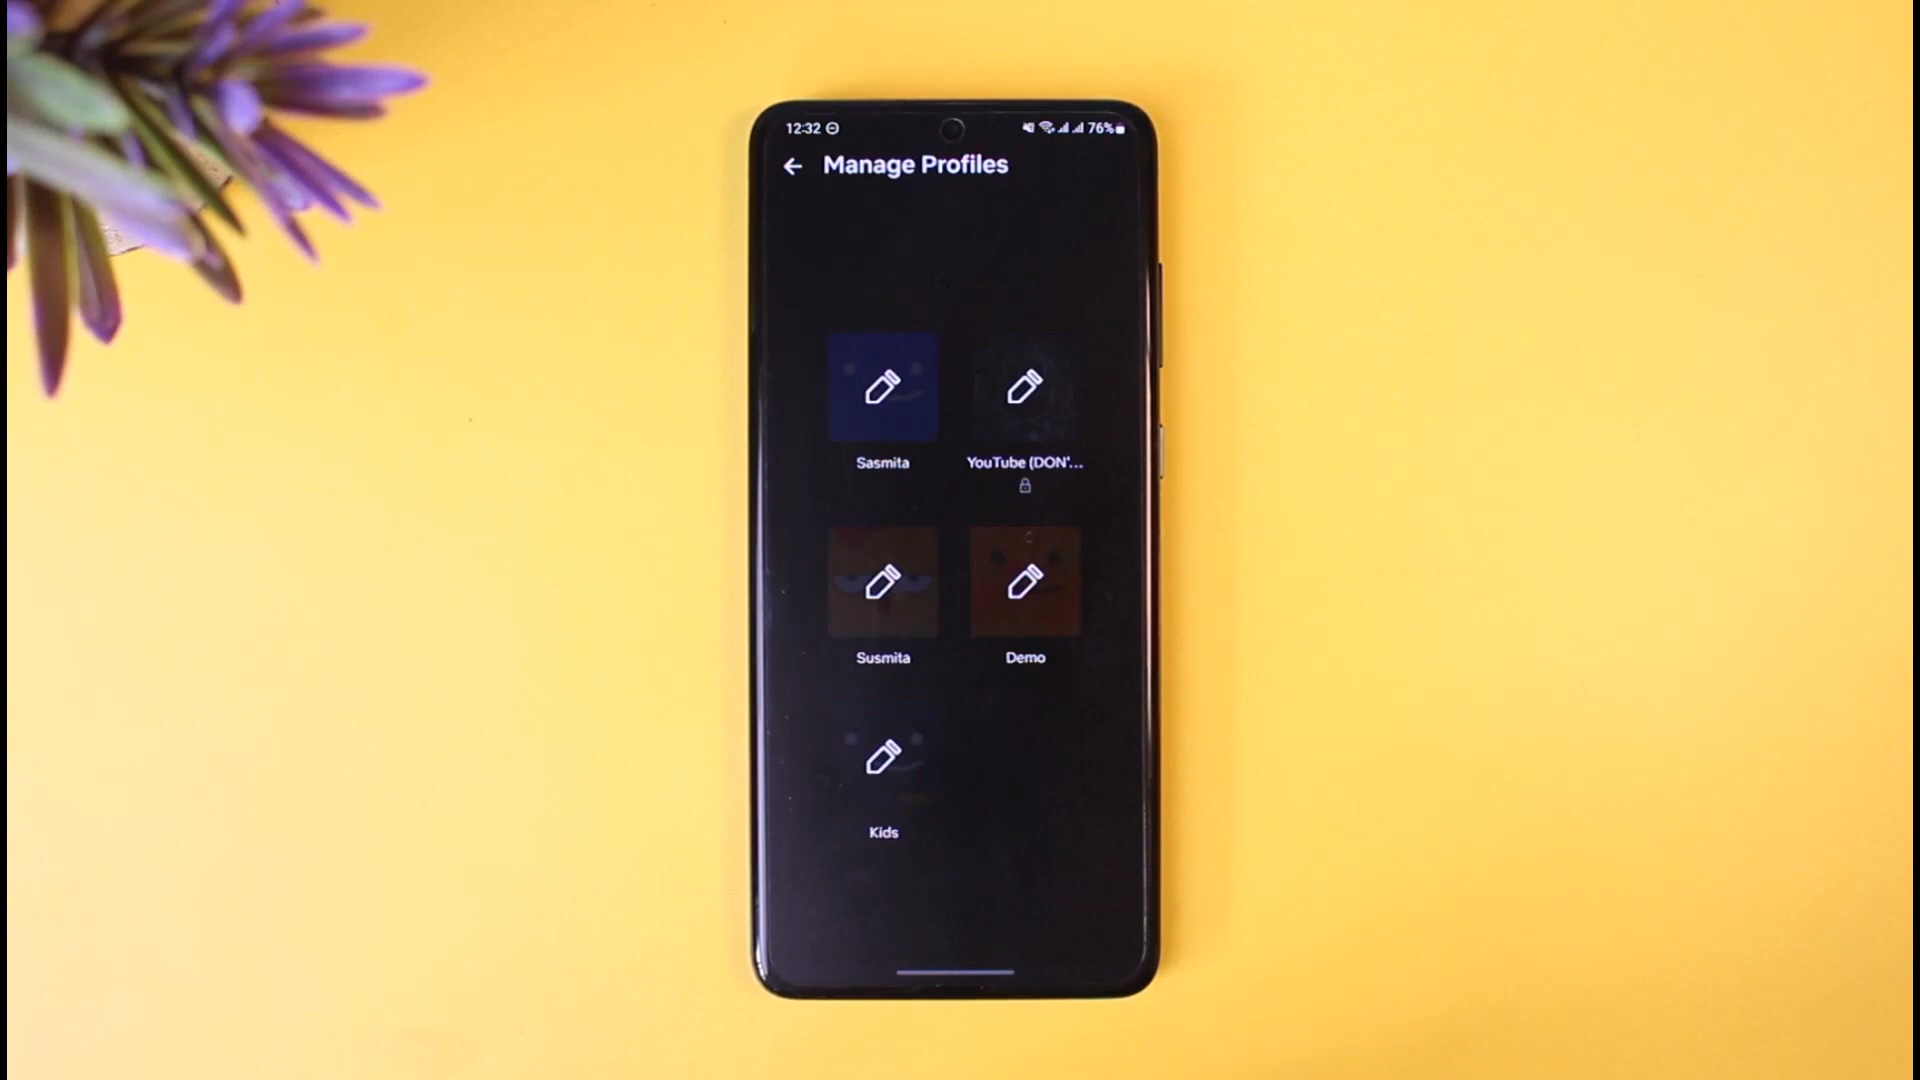 12:32 76%
Manage Profiles
Sasmita YouTube (DON'...
Susmita Demo
Kids